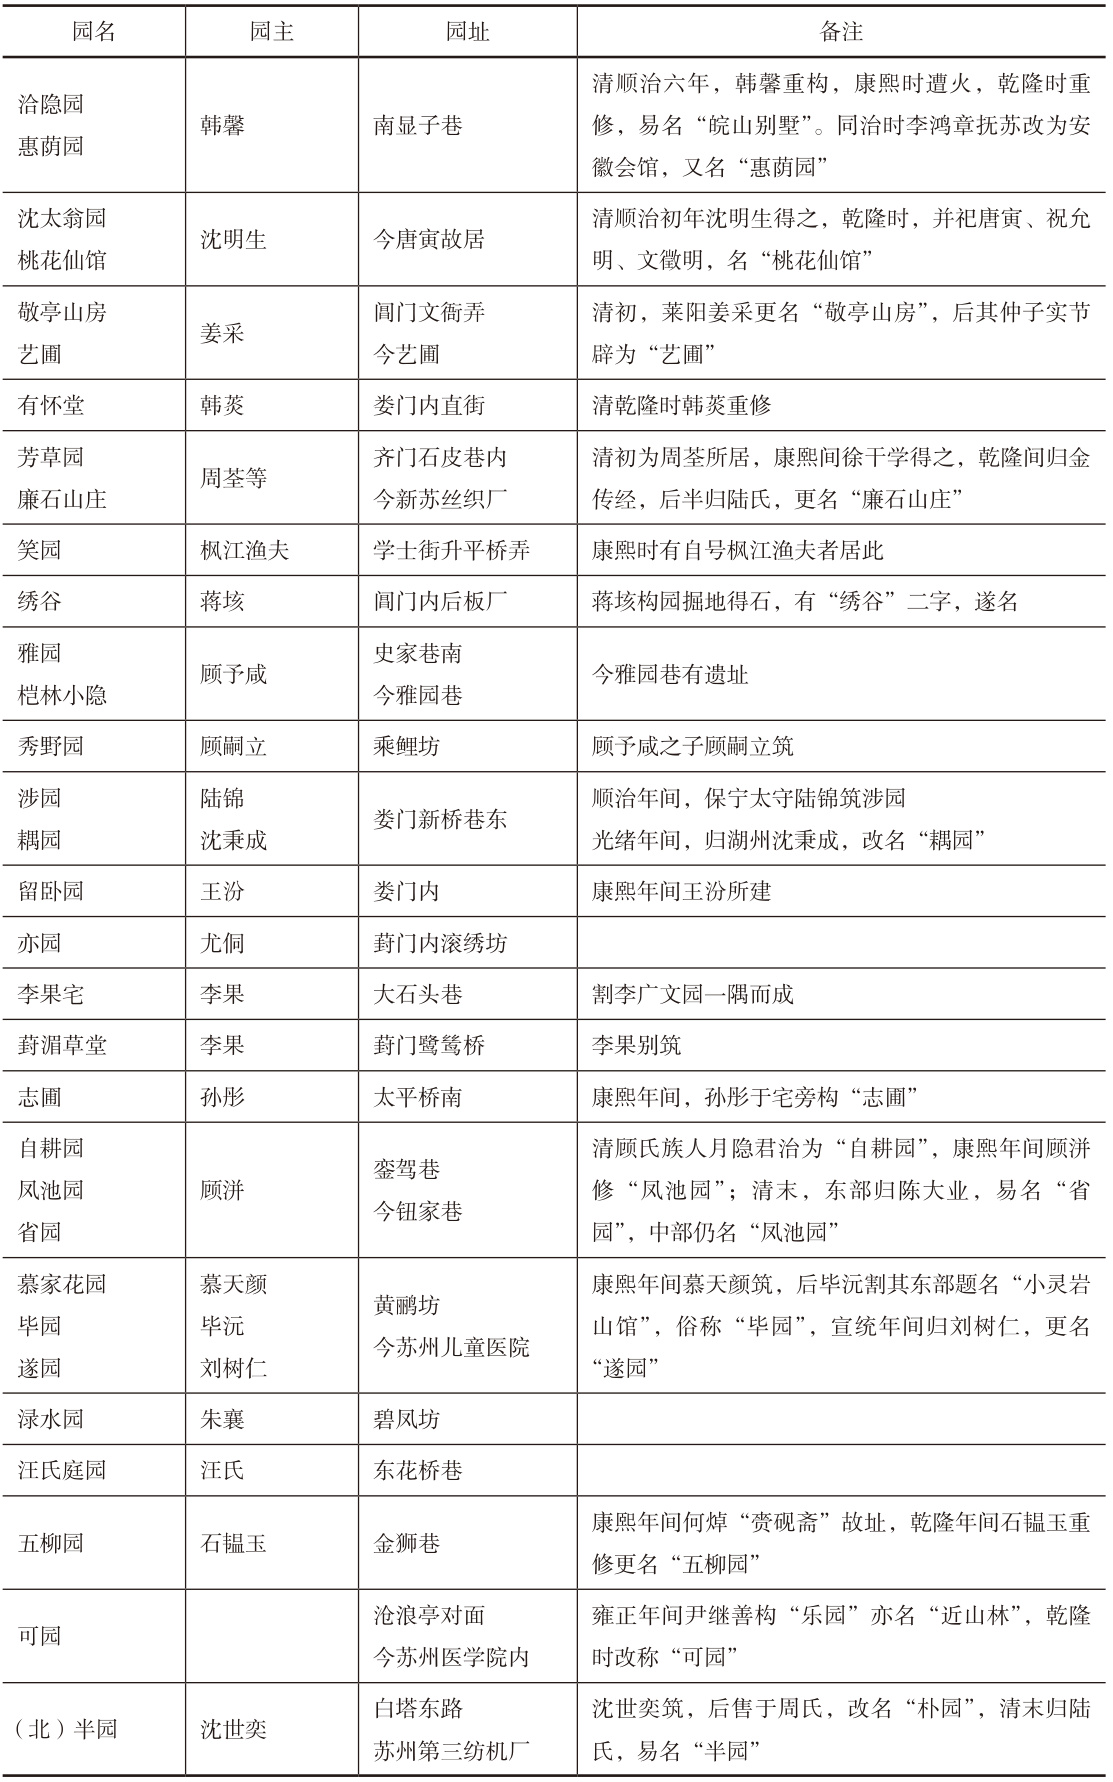 园名 园主 园址 备注
洽隐园
惠荫园
韩馨
南显子巷
清顺治六年，韩馨重构，康熙时遭火，乾隆时重
修，易名“皖山别墅”。同治时李鸿章抚苏改为安
徽会馆，又名“惠荫园”
沈太翁园
桃花仙馆
沈明生
今唐寅故居
清顺治初年沈明生得之，乾隆时，并祀唐寅、祝允
明、文徵明，名“桃花仙馆”
敬亭山房
艺圃
姜采
阊门文衙弄
今艺圃
清初，莱阳姜采更名“敬亭山房”，后其仲子实节
辟为“艺圃”
有怀堂
韩菼
娄门内直街
清乾隆时韩菼重修
芳草园
廉石山庄
周荃等
齐门石皮巷内
今新苏丝织厂
清初为周荃所居，康熙间徐干学得之，乾隆间归金
传经，后半归陆氏，更名“廉石山庄”
笑园
枫江渔夫
学士街升平桥弄
康熙时有自号枫江渔夫者居此
绣谷
蒋垓
阊门内后板厂
蒋垓构园掘地得石，有“绣谷”二字，遂名
雅园
桤林小隐
顾予咸
史家巷南
今雅园巷
今雅园巷有遗址
秀野园
顾嗣立
乘鲤坊
顾予咸之子顾嗣立筑
涉园
耦园
陆锦
沈秉成
娄门新桥巷东
顺治年间，保宁太守陆锦筑涉园
光绪年间，归湖州沈秉成，改名“耦园”
留卧园
王汾
娄门内
康熙年间王汾所建
亦园
尤侗
葑门内滚绣坊
李果宅
李果
大石头巷
割李广文园一隅而成
葑湄草堂
李果
葑门鹭鸶桥
李果别筑
志圃
孙彤
太平桥南
康熙年间，孙彤于宅旁构“志圃”
自耕园
凤池园
省园
顾汧
銮驾巷
今钮家巷
清顾氏族人月隐君治为“自耕园”，康熙年间顾汧
修“凤池园”；清末，东部归陈大业，易名“省
园”，中部仍名“凤池园”
慕家花园
毕园
遂园
慕天颜
毕沅
刘树仁
黄鹂坊
今苏州儿童医院
康熙年间慕天颜筑，后毕沅割其东部题名“小灵岩
山馆”，俗称“毕园”，宣统年间归刘树仁，更名
“遂园”
渌水园
朱襄
碧凤坊
汪氏庭园
汪氏
东花桥巷
五柳园
石韫玉
金狮巷
康熙年间何焯“赍砚斋”故址，乾隆年间石韫玉重
修更名“五柳园”
可园
沧浪亭对面
今苏州医学院内
雍正年间尹继善构“乐园”亦名“近山林”，乾隆
时改称“可园”
（北）半园
沈世奕
白塔东路
苏州第三纺机厂
沈世奕筑，后售于周氏，改名“朴园”，清末归陆
氏，易名“半园”